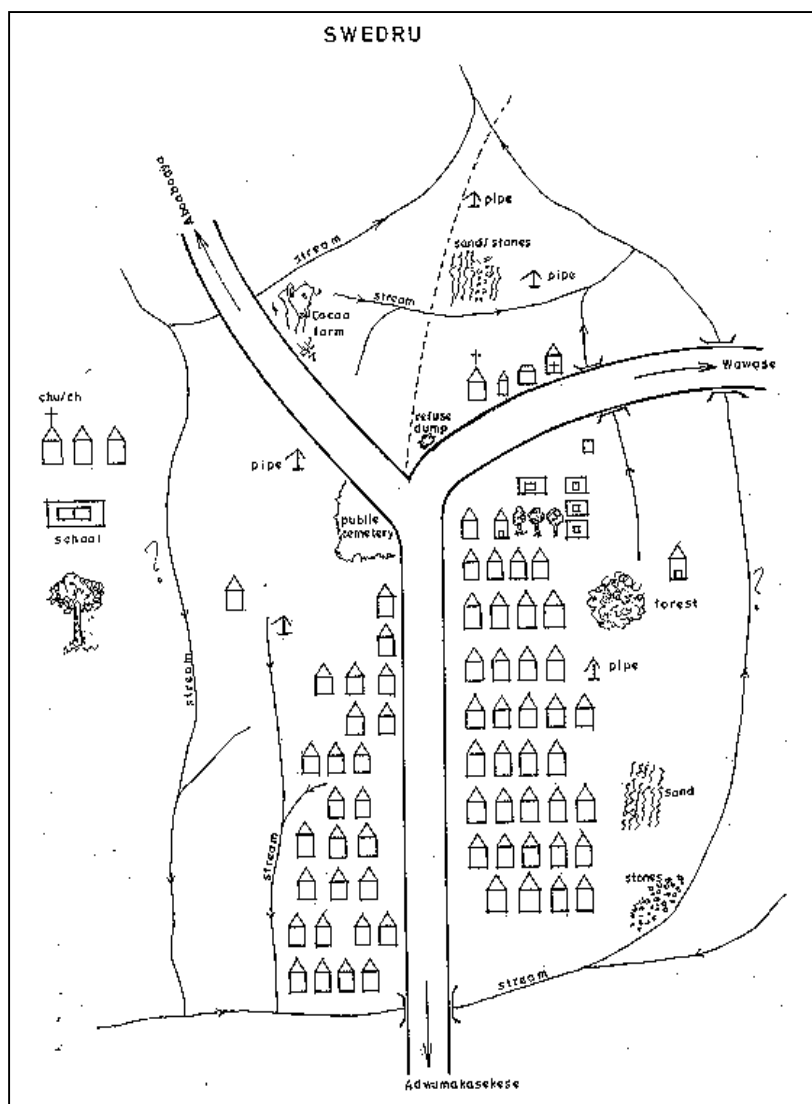 SWEDRU
Abobagya
pipe
sand/stones
stream
pipe
stream
Cocoa
farm
Wawase
church
refuse
dump
pipe
public
cemetery
school
?
forest
?
stream
pipe
sand
stream
stones
stream
Adwumakasekese